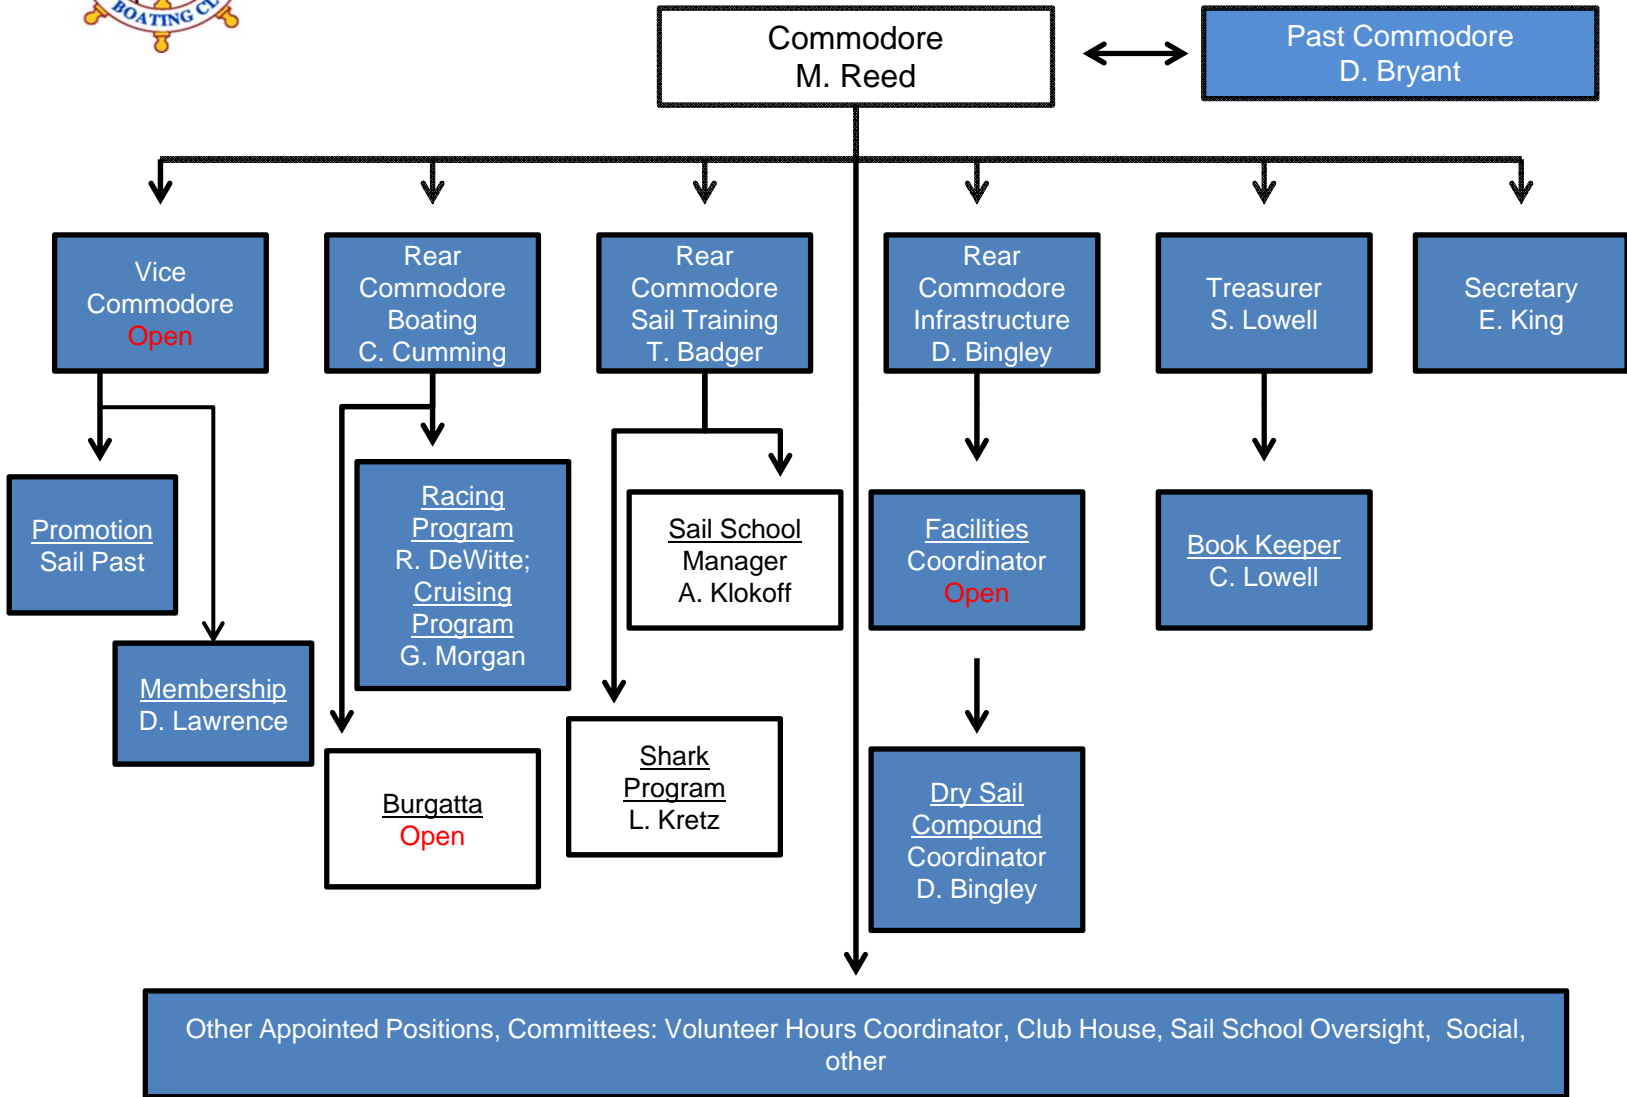 BOATING CL
Commodore
M. Reed
Past Commodore
D. Bryant
Vice
Commodore
Open
Rear
Commodore
Boating
C. Cumming
Rear
Commodore
Sail Training
T. Badger
Rear
Commodore
Infrastructure
D. Bingley
Treasurer
S. Lowell
Secretary
E. King
Promotion
Sail Past
Membership
D. Lawrence
Racing
Program
R. DeWitte;
Cruising
Program
G. Morgan
Burgatta
Open
Sail School
Manager
A. Klokoff
Shark
Program
L. Kretz
Facilities
Coordinator
Open
Dry Sail
Compound
Coordinator
D. Bingley
Book Keeper
C. Lowell
Other Appointed Positions, Committees: Volunteer Hours Coordinator, Club House, Sail School Oversight, Social,
other